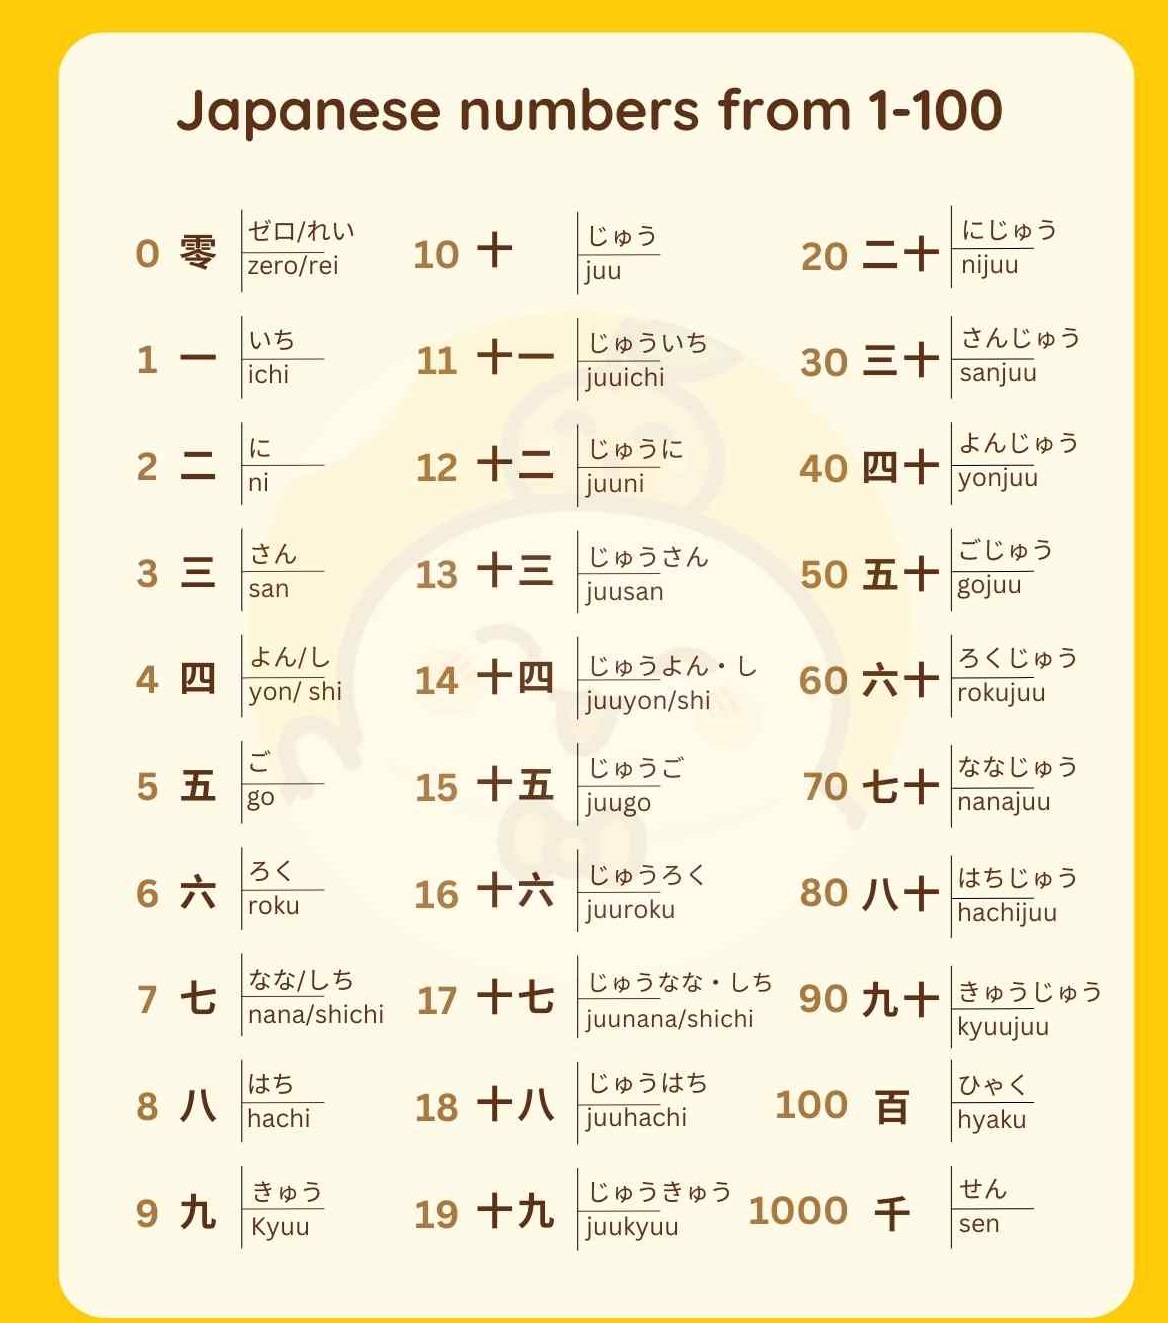 Japanese numbers from 1-100
0 零 ゼロ/れい
zero/rei
1 一 いち
ichi
2 二 に
ni
3 三 さん
san
4 四 よん/し
yon/ shi
5 五 ご
go
6 六 ろく
roku
7 七 なな/しち
nana/shichi
8 八 はち
hachi
9 九 きゅう
Kyuu
10 十 じゅう
juu
11 十一 じゅういち
juuichi
12 十二 じゅうに
juuni
13 十三 じゅうさん
juusan
14 十四 じゅうよん・し
juuyon/shi
15 十五 じゅうご
juugo
16 十六 じゅうろく
juuroku
17 十七 じゅうなな・しち
juunana/shichi
18 十八 じゅうはち
juuhachi
19 十九 じゅうきゅう
juukyuu
20 二十 にじゅう
nijuu
30 三十 さんじゅう
sanjuu
40 四十 よんじゅう
yonjuu
50 五十 ごじゅう
gojuu
60 六十 ろくじゅう
rokujuu
70 七十 ななじゅう
nanajuu
80 八十 はちじゅう
hachijuu
90 九十 きゅうじゅう
kyuujuu
100 百 ひゃく
hyaku
1000 千 せん
sen